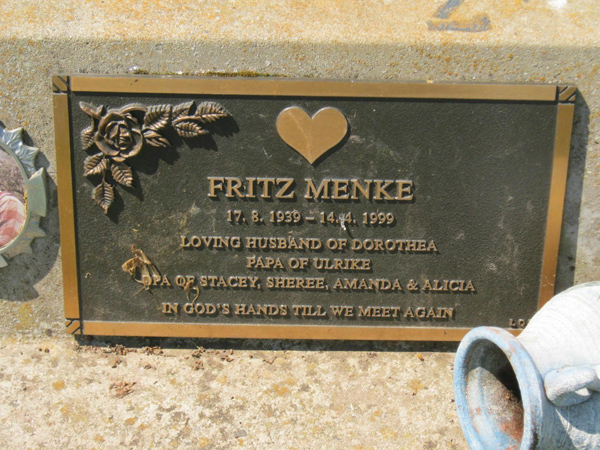 FRITZ MENKE
17. 8. 1939 – 14. 4. 1999
LOVING HUSBAND OF DOROTHEA
PAPA OF ULRIKE
OPA OF STACEY, SHEREE, AMANDA & ALICIA
IN GOD'S HANDS TILL WE MEET AGAIN